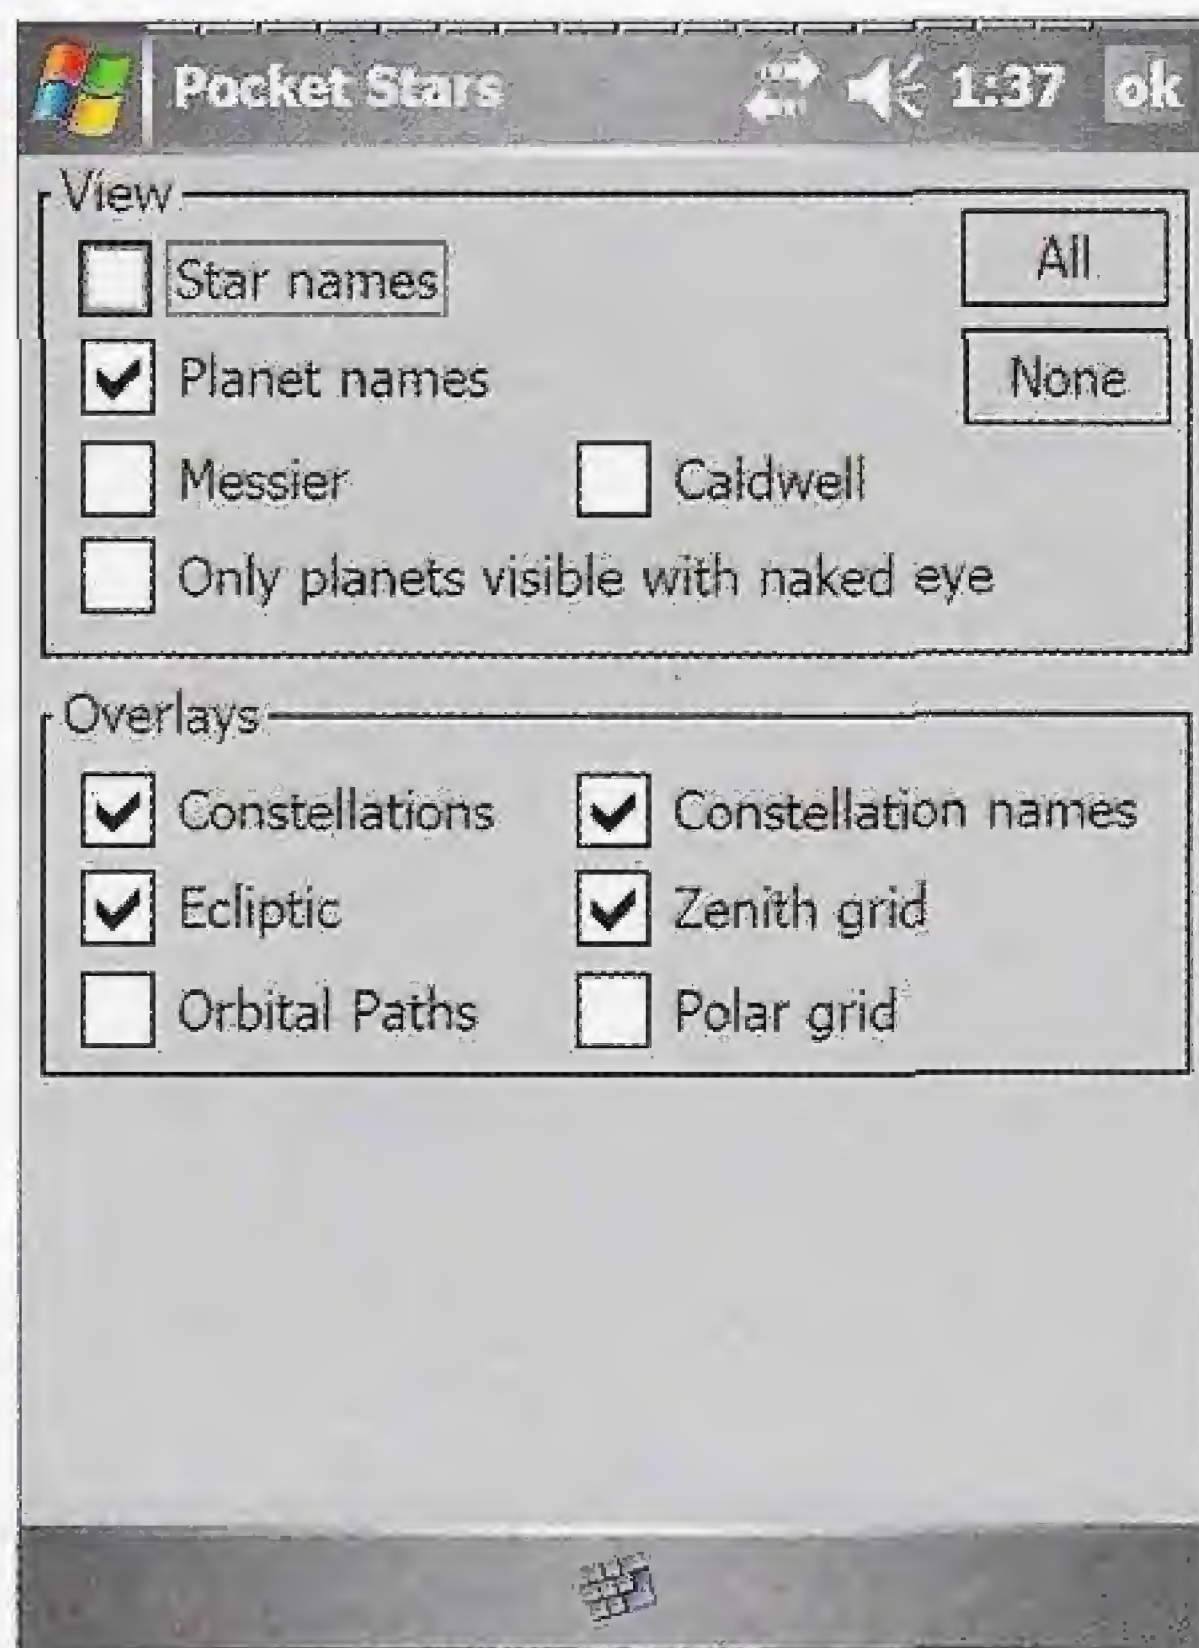 Pocket Stars 1:37 ok
View
Star names All
Planet names None
Messier Caldwell
Only planets visible with naked eye
Overlays
Constellations Constellation names
Ecliptic Zenith grid
Orbital Paths Polar grid